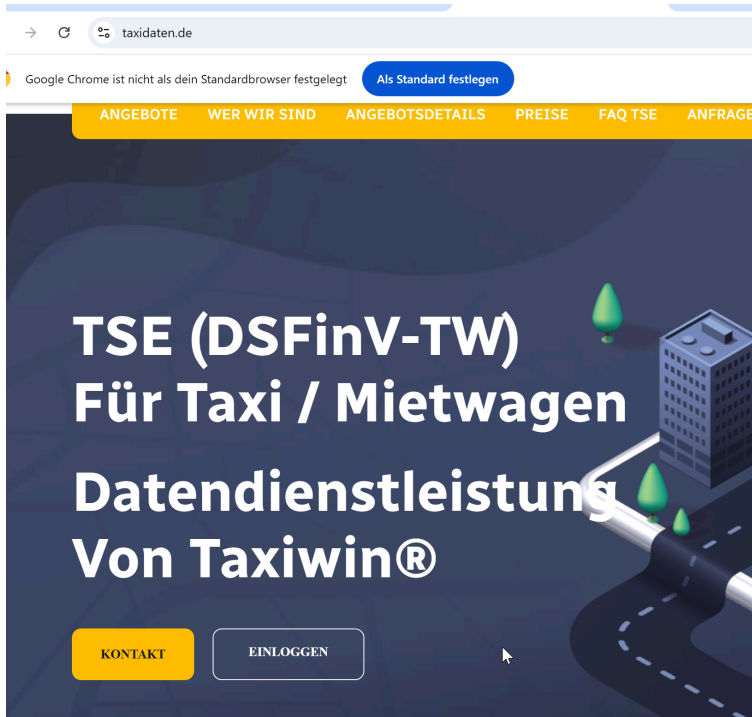 taxidaten.de
Google Chrome ist nicht als dein Standardbrowser festgelegt Als Standard festlegen
ANGEBOTE WER WIR SIND ANGEBOTSDETAILS PREISE FAQ TSE ANFRAGE
TSE (DSFinV-TW)
Für Taxi / Mietwagen
Datendienstleistung
Von Taxiwin®
KONTAKT EINLOGGEN